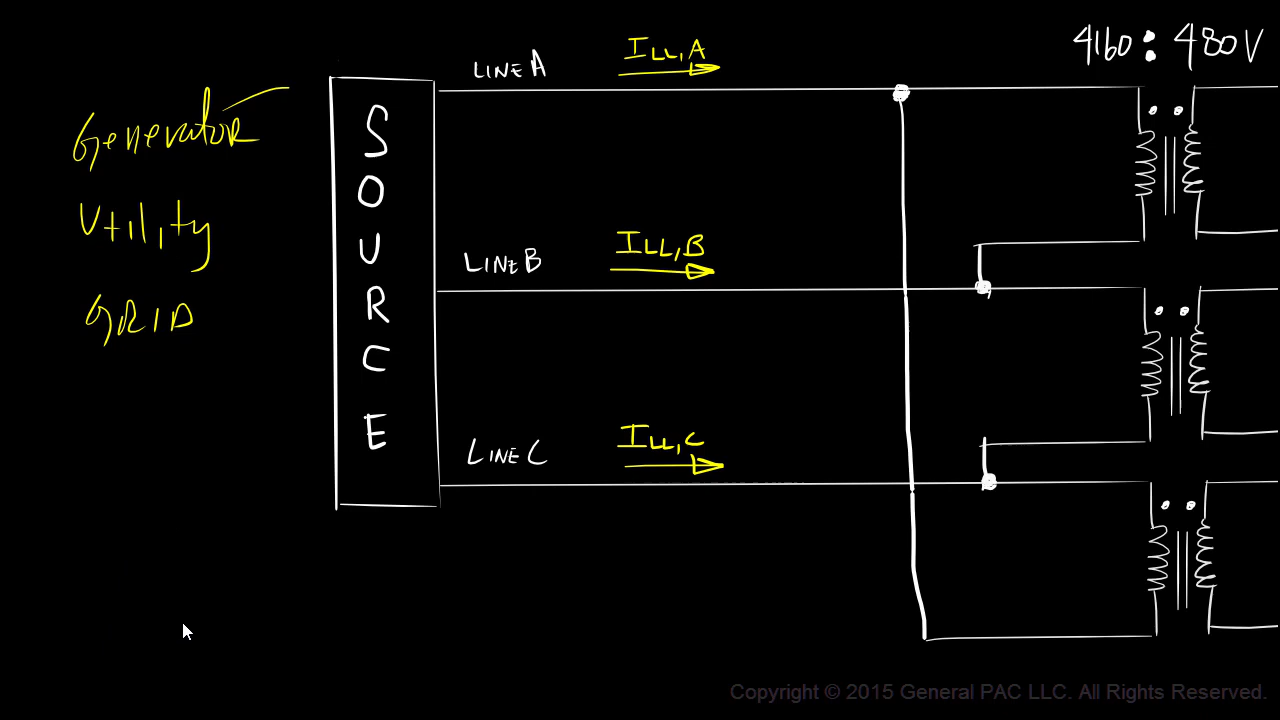 4160 : 480V
LINE A
ILL,A
Generator
Utility
GRID
SOURCE
LINE B
ILL,B
LINE C
ILL,C
Copyright © 2015 General PAC LLC. All Rights Reserved.